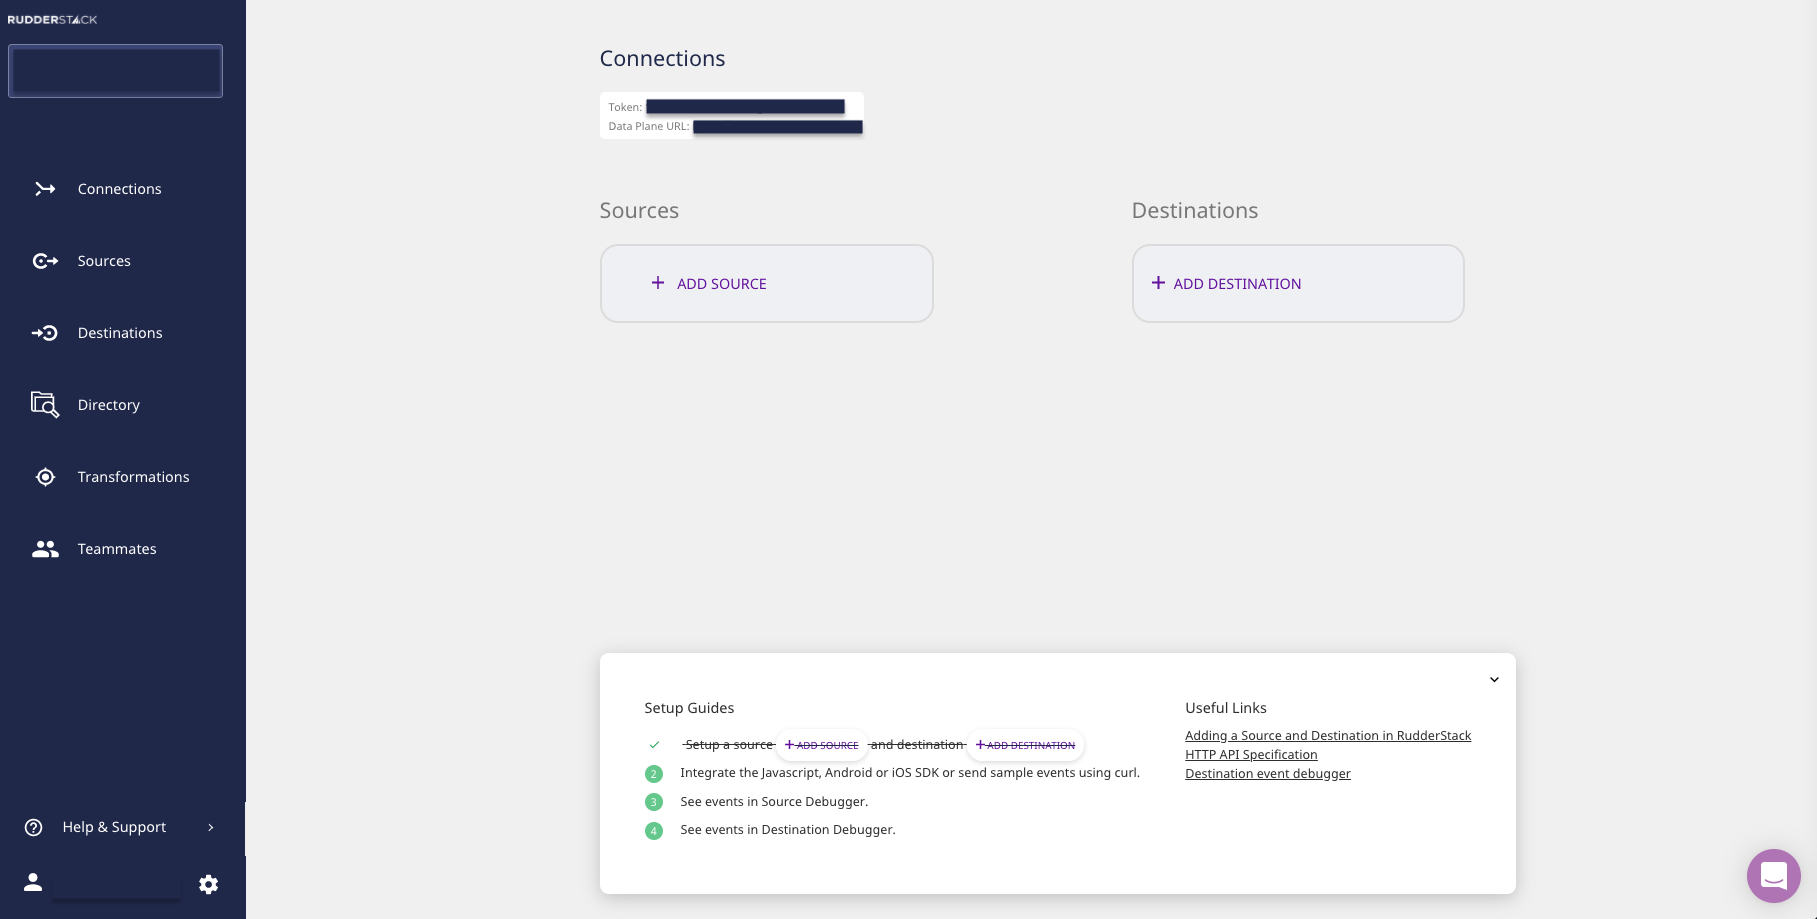 RUDDERSTACK
Connections
Sources
Destinations
Directory
Transformations
Teammates
Help & Support
Connections
Token:
Data Plane URL:
Sources
+ ADD SOURCE
Destinations
+ ADD DESTINATION
Setup Guides
Setup a source + ADD SOURCE and destination + ADD DESTINATION
2 Integrate the Javascript, Android or iOS SDK or send sample events using curl.
3 See events in Source Debugger.
4 See events in Destination Debugger.
Useful Links
Adding a Source and Destination in RudderStack
HTTP API Specification
Destination event debugger